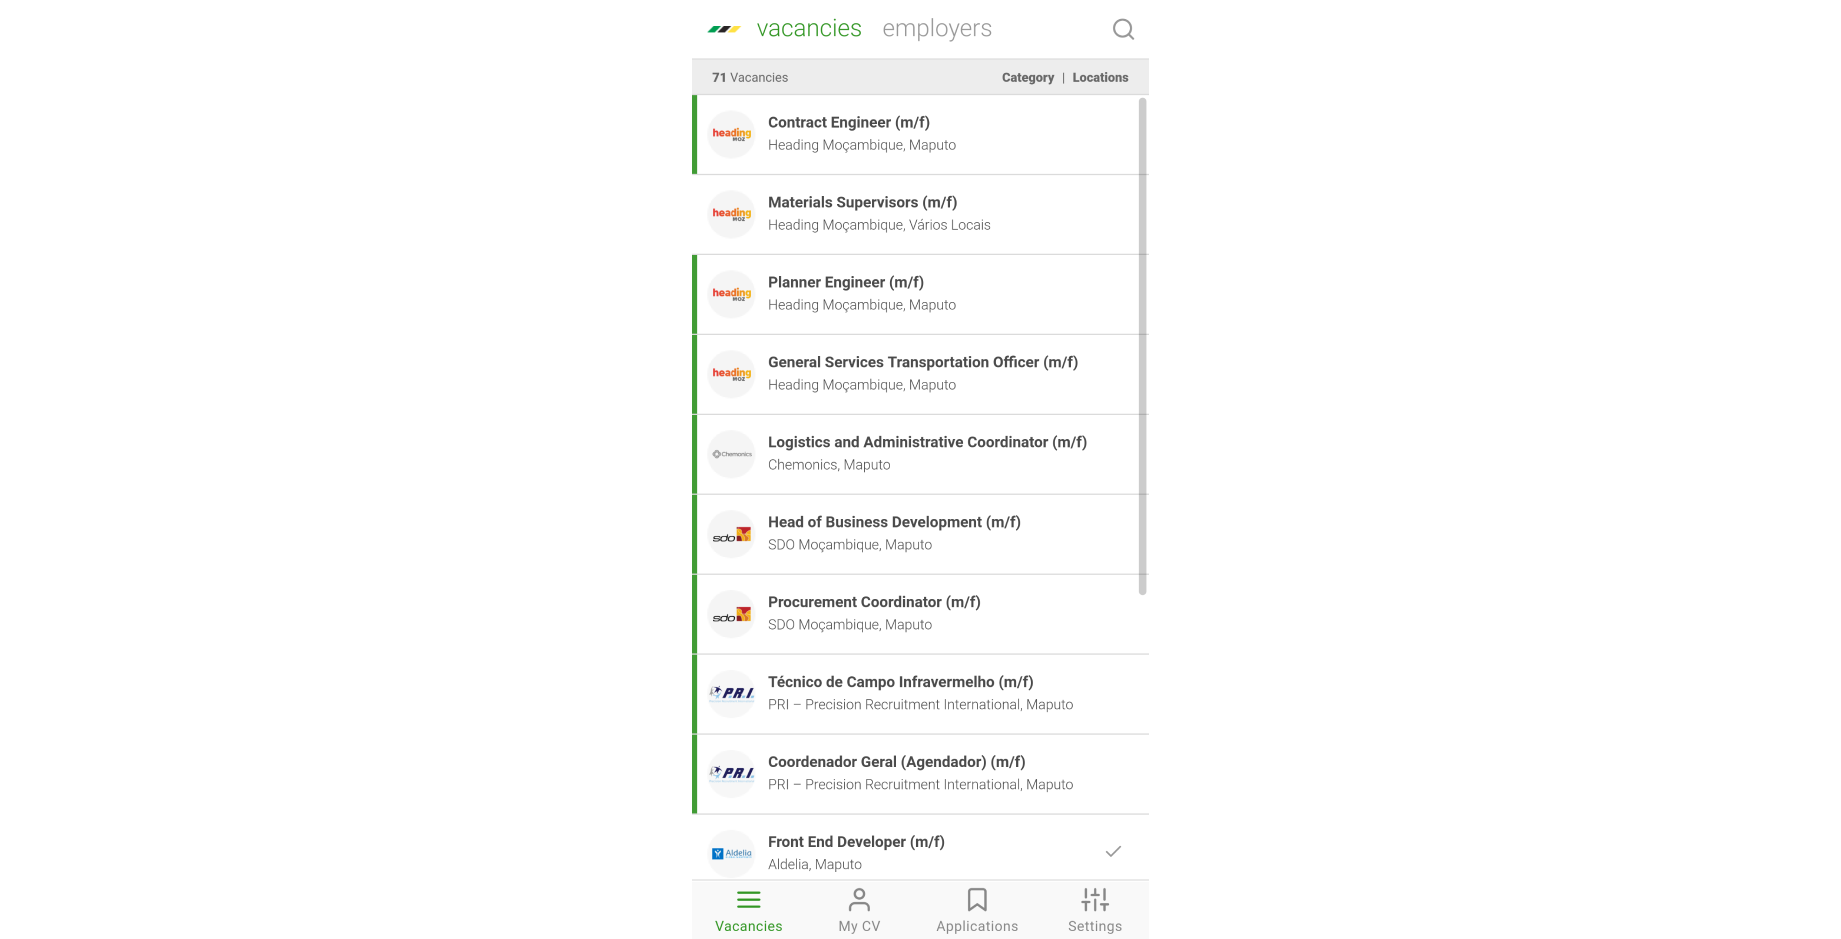 vacancies employers
71 Vacancies Category | Locations
heading
MOZ
Contract Engineer (m/f)
Heading Moçambique, Maputo
heading
MOZ
Materials Supervisors (m/f)
Heading Moçambique, Vários Locais
heading
MOZ
Planner Engineer (m/f)
Heading Moçambique, Maputo
heading
MOZ
General Services Transportation Officer (m/f)
Heading Moçambique, Maputo
Chemonics
Logistics and Administrative Coordinator (m/f)
Chemonics, Maputo
sdo
Head of Business Development (m/f)
SDO Moçambique, Maputo
sdo
Procurement Coordinator (m/f)
SDO Moçambique, Maputo
P.R.I.
Técnico de Campo Infravermelho (m/f)
PRI – Precision Recruitment International, Maputo
P.R.I.
Coordenador Geral (Agendador) (m/f)
PRI – Precision Recruitment International, Maputo
Aldelia
Front End Developer (m/f)
Aldelia, Maputo
Vacancies My CV Applications Settings